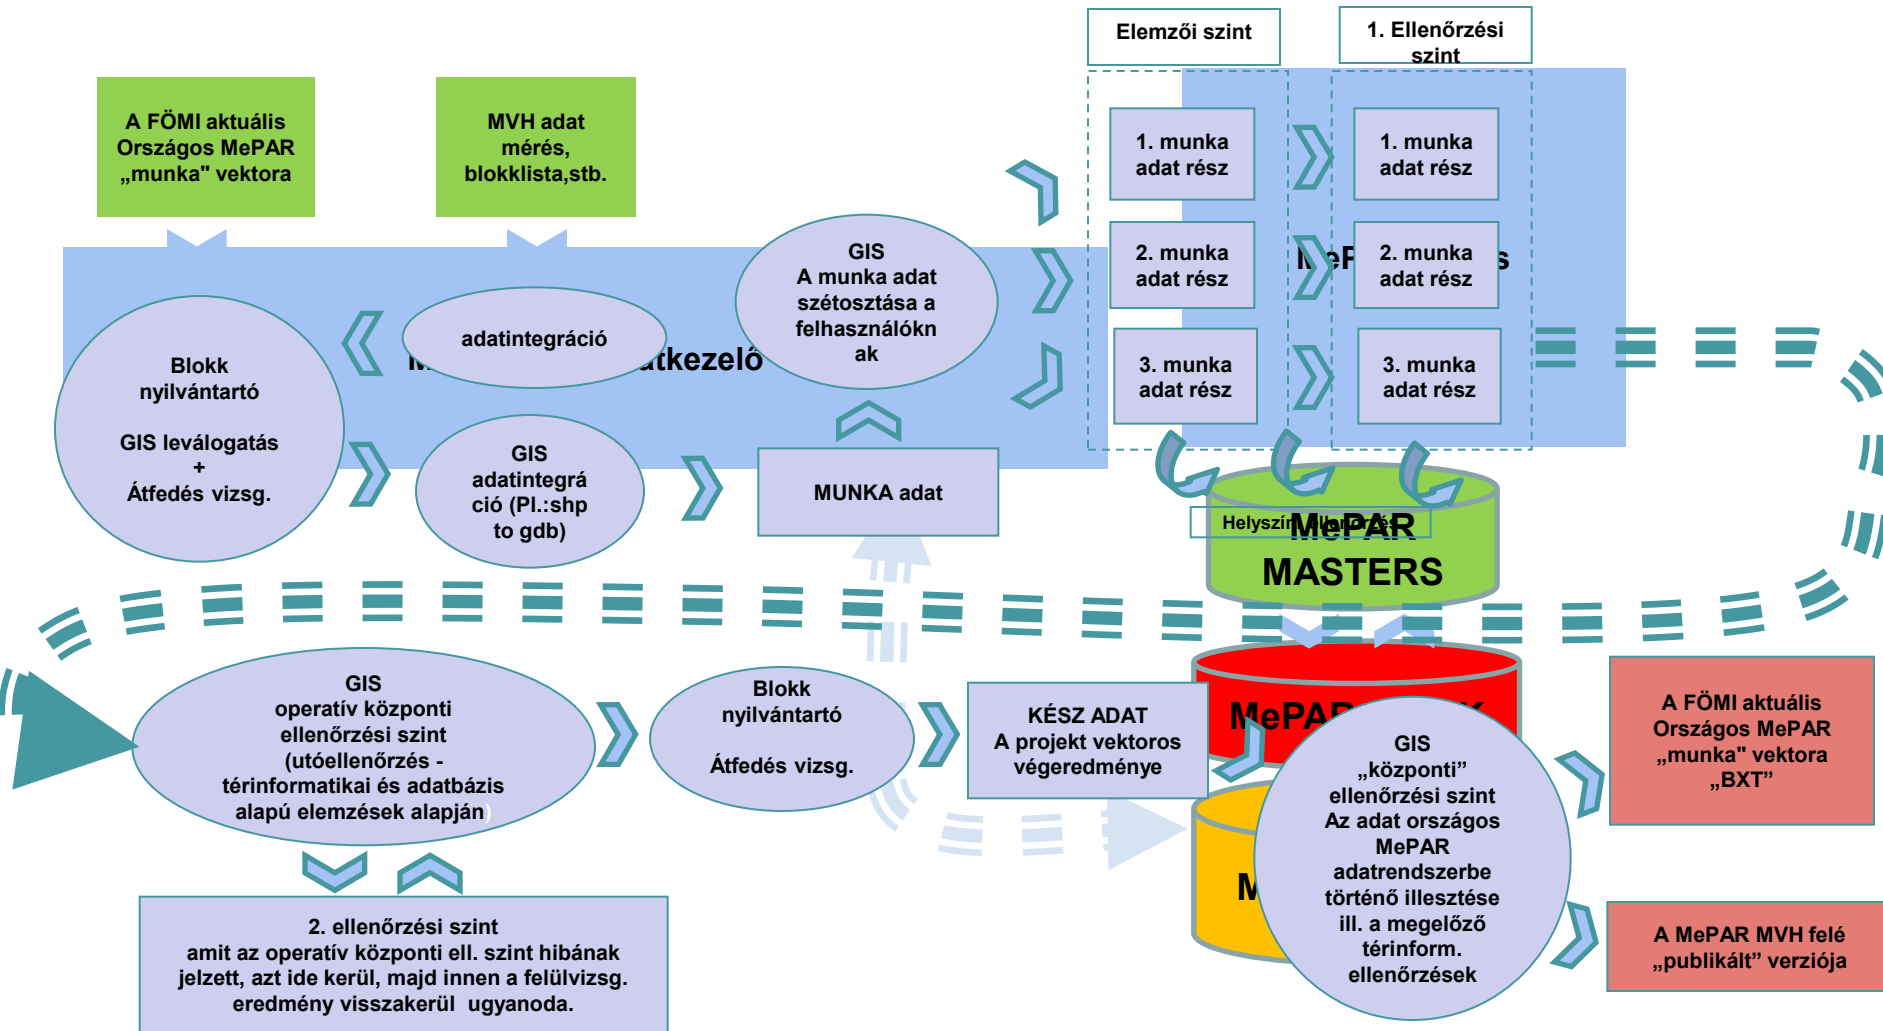 Elemzői szint
1. Ellenőrzési
szint
A FÖMI aktuális
Országos MePAR
„munka" vektora
MVH adat
mérés,
blokklista,stb.
1. munka
adat rész
1. munka
adat rész
2. munka
adat rész
2. munka
adat rész
3. munka
adat rész
3. munka
adat rész
GIS
A munka adat
szétosztása a
felhasználókn
ak
adatintegráció
Blokk
nyilvántartó
GIS leválogatás
+
Átfedés vizsg.
GIS
adatintegrá
ció (Pl.:shp
to gdb)
MUNKA adat
Helyszíni ellenőrzés
MePAR
MASTERS
GIS
operatív központi
ellenőrzési szint
(utóellenőrzés -
térinformatikai és adatbázis
alapú elemzések alapján)
Blokk
nyilvántartó
Átfedés vizsg.
KÉSZ ADAT
A projekt vektoros
végeredménye
GIS
„központi”
ellenőrzési szint
Az adat országos
MePAR
adatrendszerbe
történő illesztése
ill. a megelőző
térinform.
ellenőrzések
A FÖMI aktuális
Országos MePAR
„munka" vektora
„BXT”
A MePAR MVH felé
„publikált” verziója
2. ellenőrzési szint
amit az operatív központi ell. szint hibának
jelzett, azt ide kerül, majd innen a felülvizsg.
eredmény visszakerül ugyanoda.